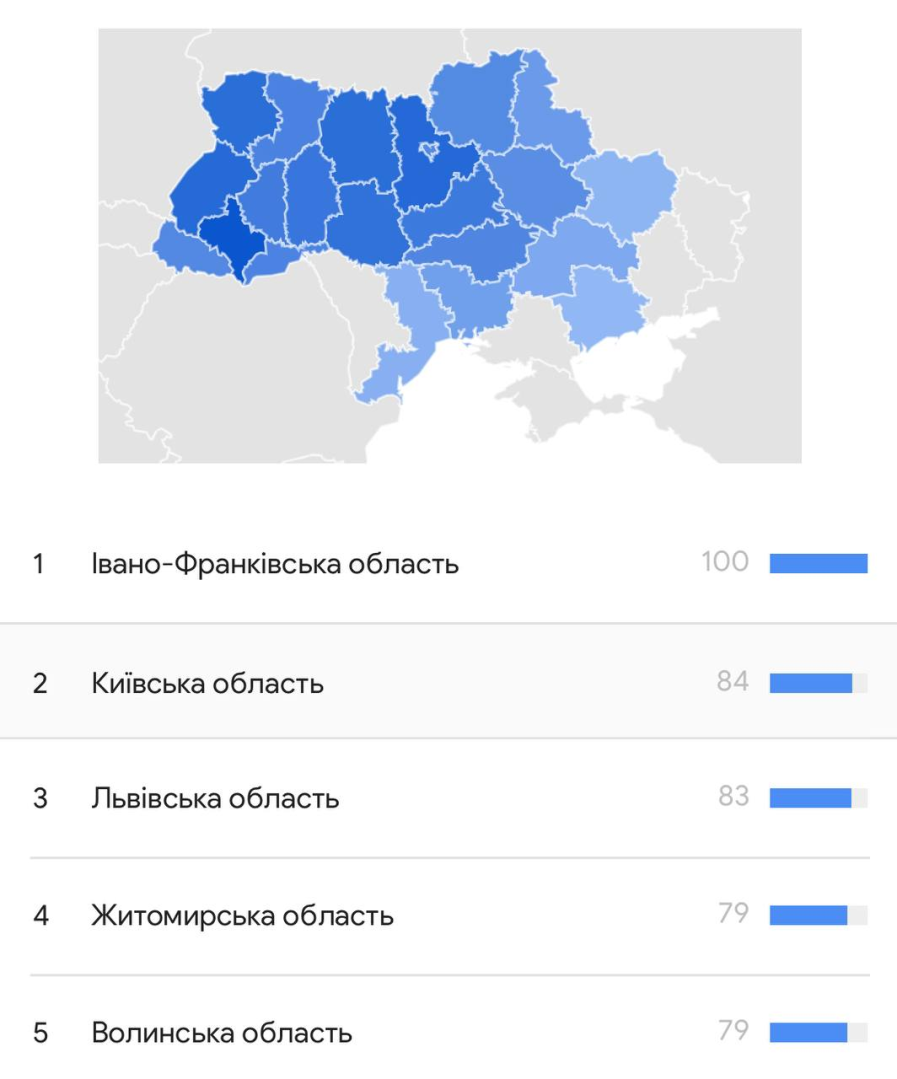 1 Івано-Франківська область 100
2 Київська область 84
3 Львівська область 83
4 Житомирська область 79
5 Волинська область 79